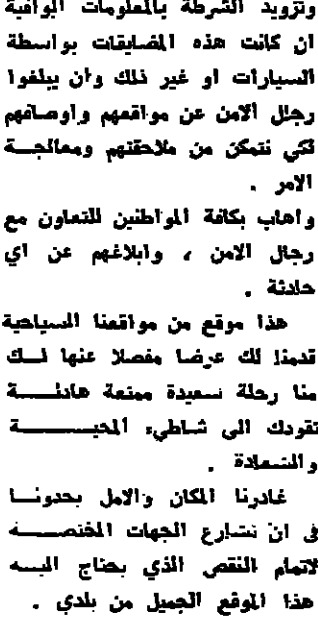 وتزويد الشرطة بالمعلومات الوافية
ان كانت هذه المضايقات بواسطة
السيارات او غير ذلك وان يبلغوا
رجال الامن عن مواقعهم واوصافهم
لكي نتمكن من ملاحقتهم ومعالجة
الامر .
واهاب بكافة المواطنين للتعاون مع
رجال الامن ، وابلاغهم عن اي
حادثة .
هذا موقع من مواقعنا السياحية
قدمنا لك عرضا مفصلا عنها لك
منا رحلة سعيدة ممتعة هادئة
تقودك الى شاطيء المحبة
والسعادة .
غادرنا المكان والامل يحدونا
في ان تسارع الجهات المختصة
لاتمام النقص الذي يحتاج اليه
هذا الموقع الجميل من بلدي .